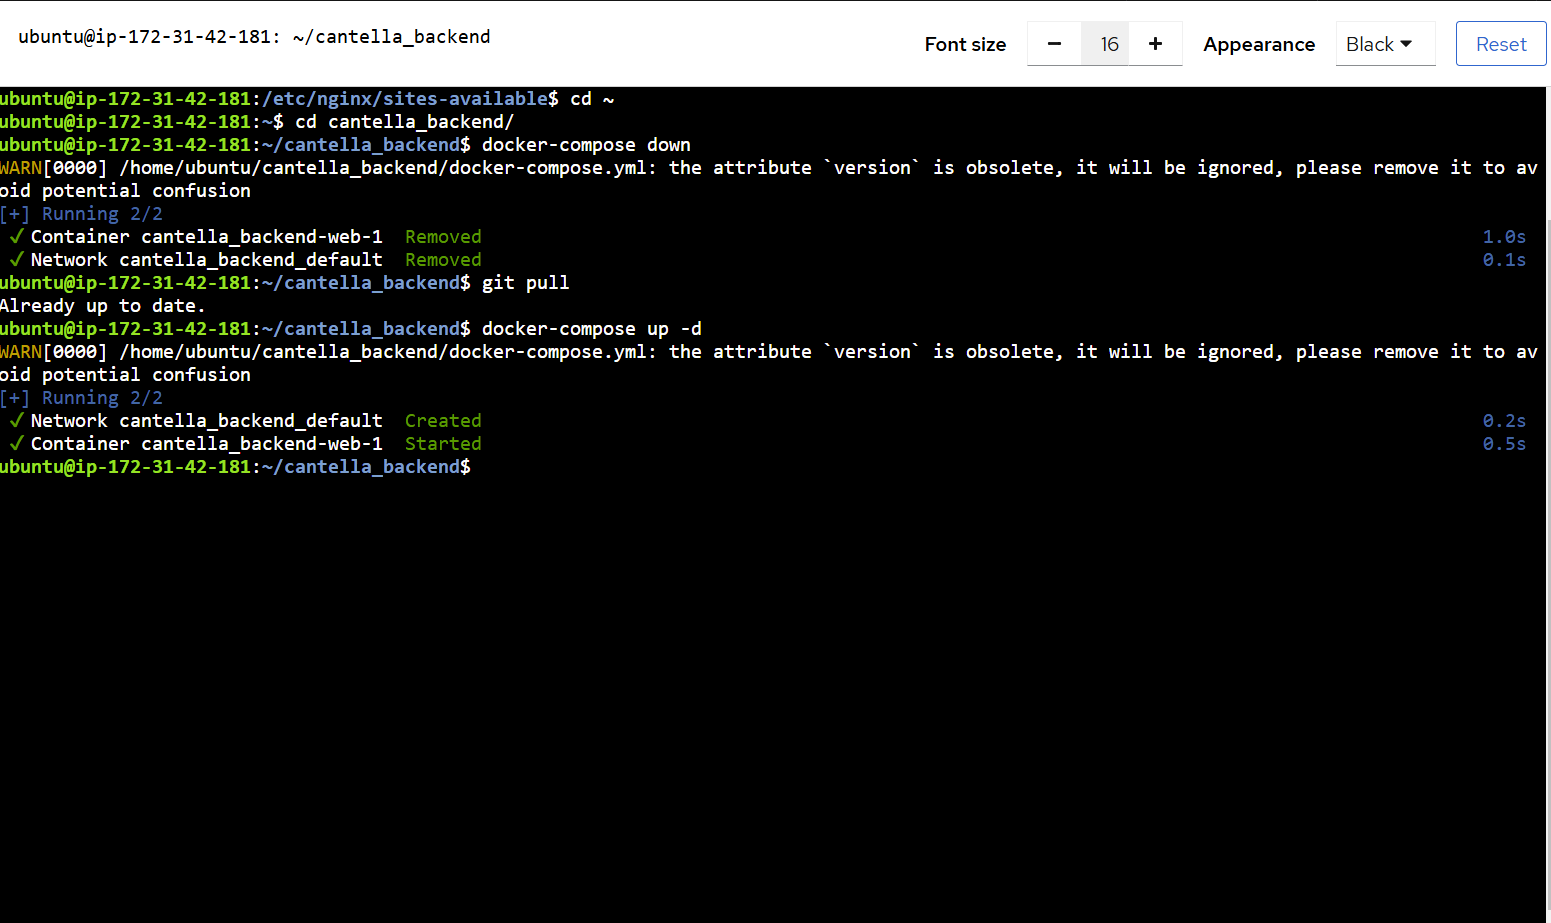 ubuntu@ip-172-31-42-181: ~/cantella_backend
Font size − 16 + Appearance Black Reset
ubuntu@ip-172-31-42-181:/etc/nginx/sites-available$ cd ~
ubuntu@ip-172-31-42-181:~$ cd cantella_backend/
ubuntu@ip-172-31-42-181:~/cantella_backend$ docker-compose down
WARN[0000] /home/ubuntu/cantella_backend/docker-compose.yml: the attribute `version` is obsolete, it will be ignored, please remove it to av
oid potential confusion
[+] Running 2/2
✓ Container cantella_backend-web-1 Removed 1.0s
✓ Network cantella_backend_default Removed 0.1s
ubuntu@ip-172-31-42-181:~/cantella_backend$ git pull
Already up to date.
ubuntu@ip-172-31-42-181:~/cantella_backend$ docker-compose up -d
WARN[0000] /home/ubuntu/cantella_backend/docker-compose.yml: the attribute `version` is obsolete, it will be ignored, please remove it to av
oid potential confusion
[+] Running 2/2
✓ Network cantella_backend_default Created 0.2s
✓ Container cantella_backend-web-1 Started 0.5s
ubuntu@ip-172-31-42-181:~/cantella_backend$